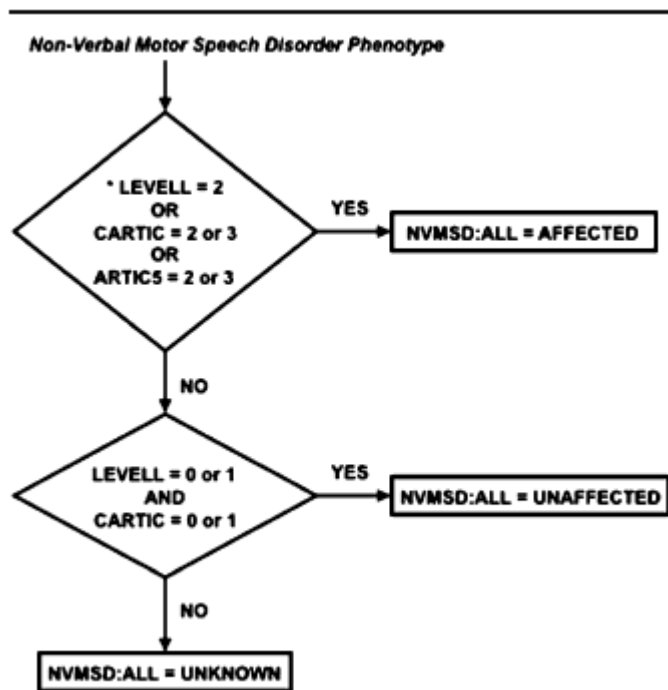 Non-Verbal Motor Speech Disorder Phenotype
* LEVELL = 2
OR
CARTIC = 2 or 3
OR
ARTIC5 = 2 or 3
YES
NVMSD:ALL = AFFECTED
NO
LEVELL = 0 or 1
AND
CARTIC = 0 or 1
YES
NVMSD:ALL = UNAFFECTED
NO
NVMSD:ALL = UNKNOWN